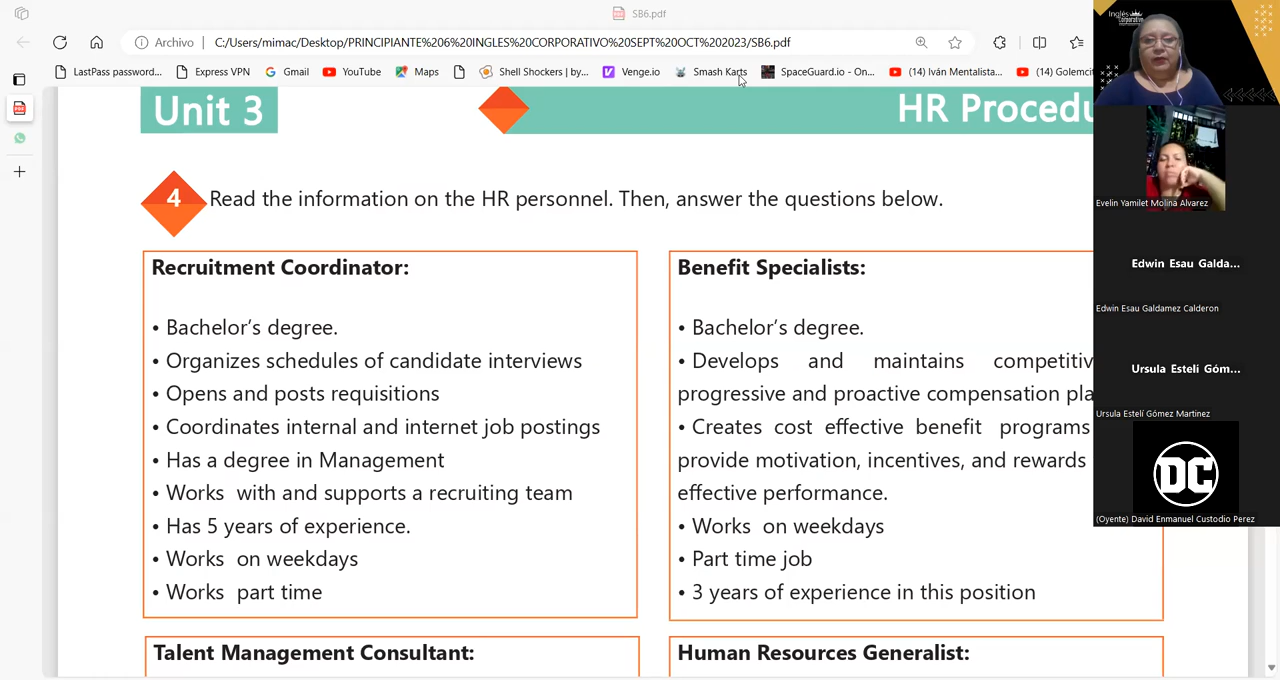 SB6.pdf
Archivo | C:/Users/mimac/Desktop/PRINCIPIANTE%206%20INGLES%20CORPORATIVO%20SEPT%20OCT%202023/SB6.pdf
LastPass password... Express VPN Gmail YouTube Maps Shell Shockers | by... Venge.io Smash Karts SpaceGuard.io - On... (14) Iván Mentalista... (14) Golemcit
Unit 3
HR Procedu
4 Read the information on the HR personnel. Then, answer the questions below.
Recruitment Coordinator:
• Bachelor’s degree.
• Organizes schedules of candidate interviews
• Opens and posts requisitions
• Coordinates internal and internet job postings
• Has a degree in Management
• Works with and supports a recruiting team
• Has 5 years of experience.
• Works on weekdays
• Works part time
Benefit Specialists:
• Bachelor’s degree.
• Develops and maintains competitiv
progressive and proactive compensation pla
• Creates cost effective benefit programs
provide motivation, incentives, and rewards
effective performance.
• Works on weekdays
• Part time job
• 3 years of experience in this position
Talent Management Consultant:
Human Resources Generalist:
Inglés
Corporativo
Evelin Yamilet Molina Alvarez
Edwin Esau Galda...
Edwin Esau Galdamez Calderon
Ursula Estelí Góm...
Ursula Estelí Gómez Martinez
DC
(Oyente) David Enmanuel Custodio Perez